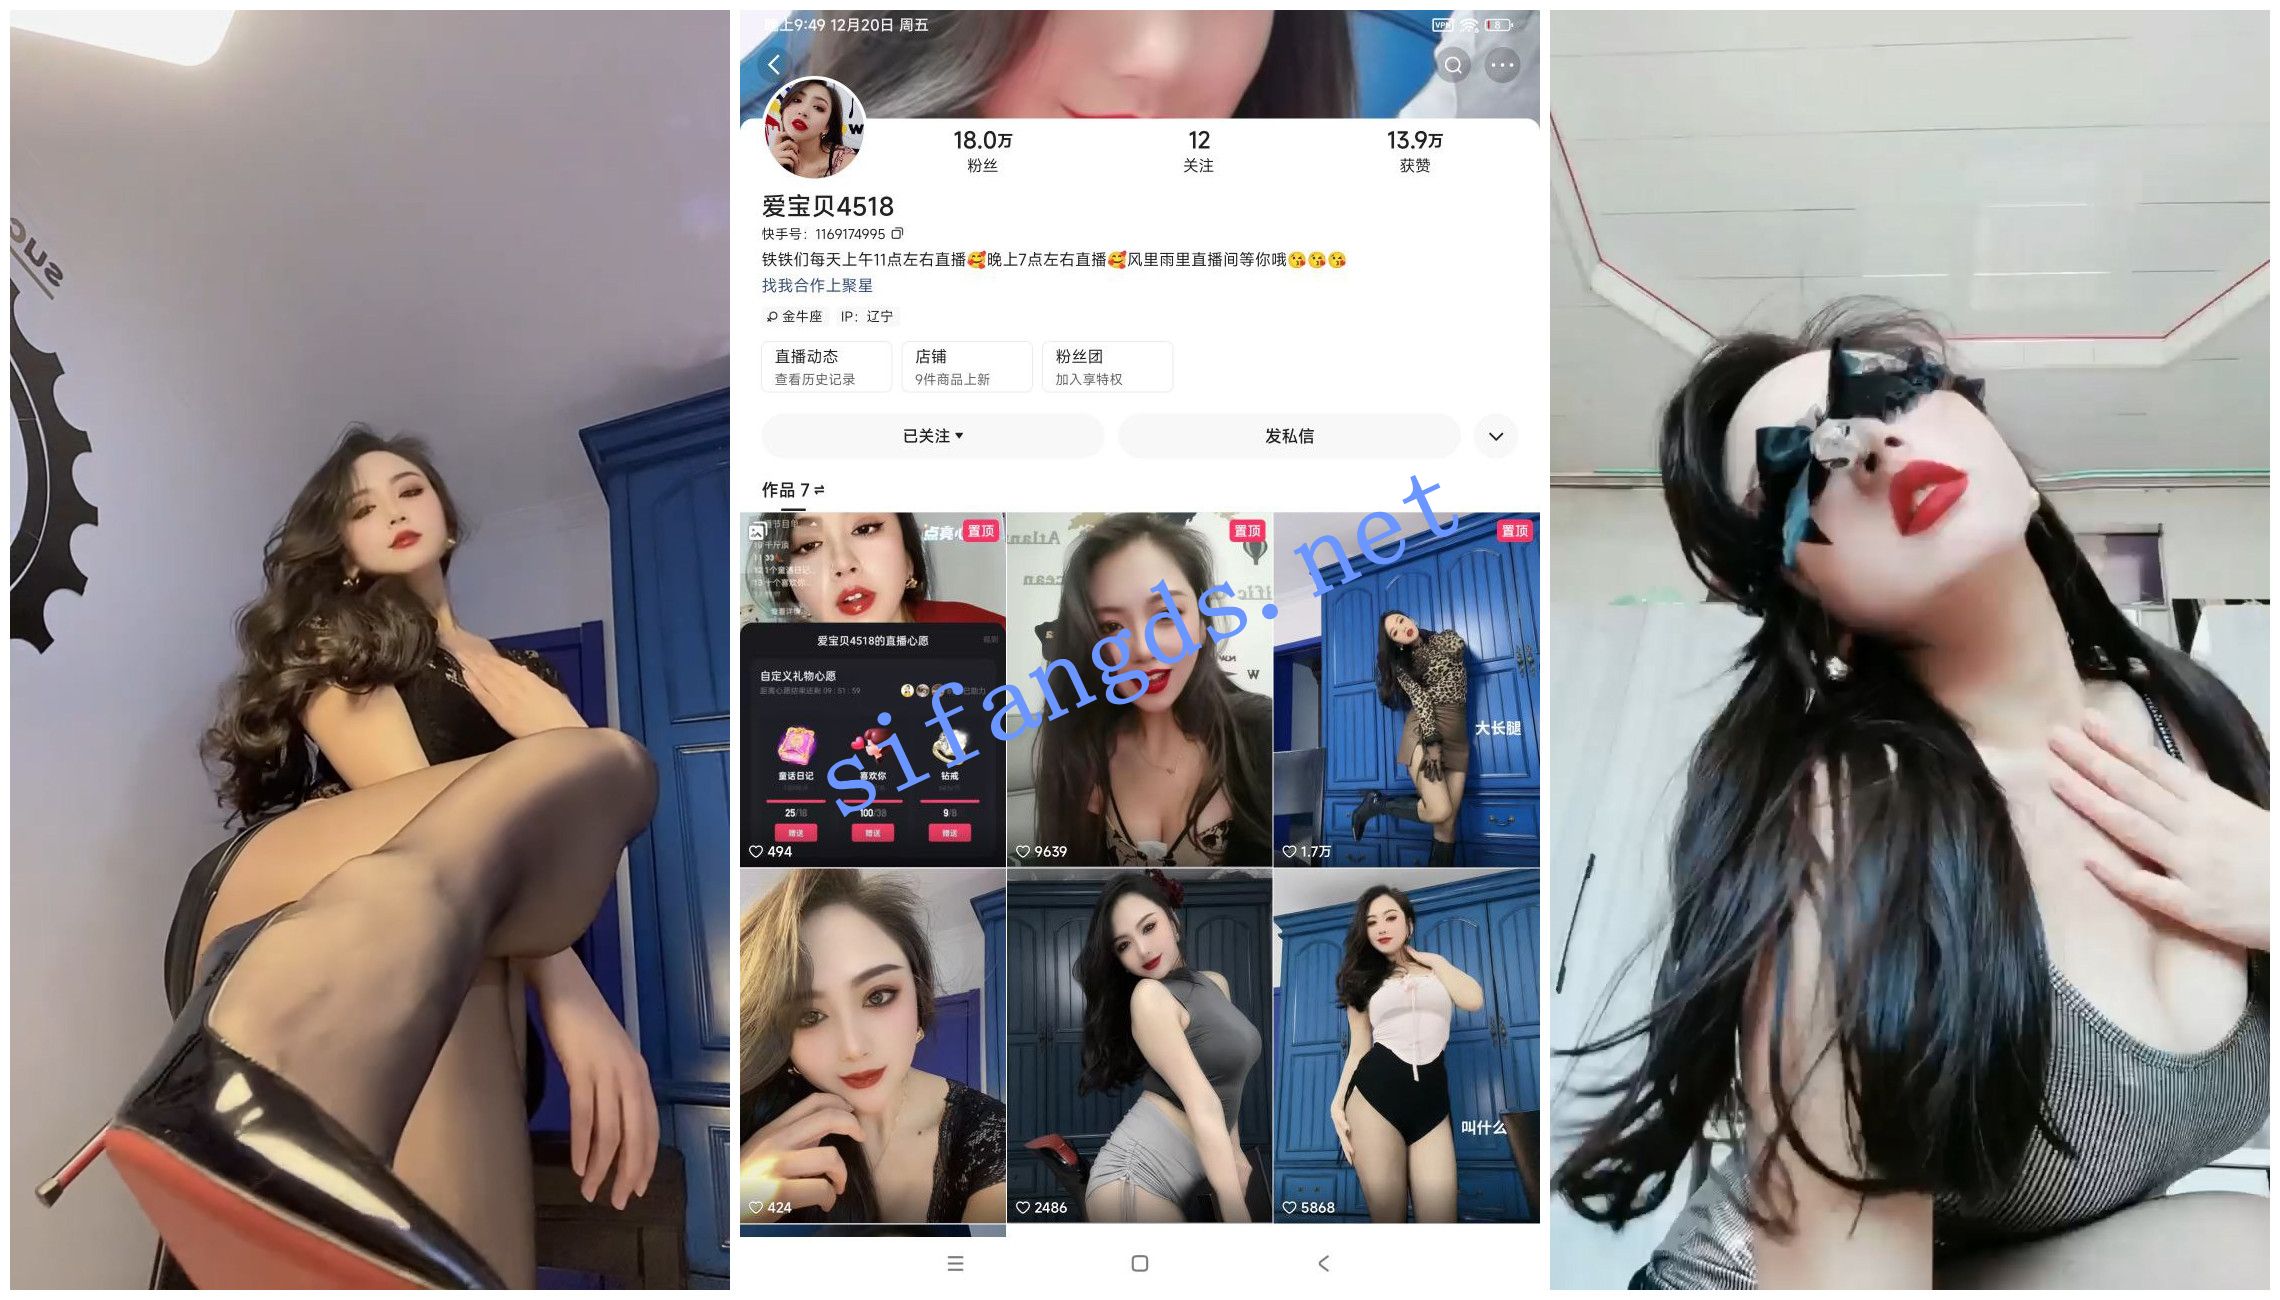 晚上9:49 12月20日 周五
VPN
8
18.0万
12
13.9万
粉丝
关注
获赞
爱宝贝4518
快手号：1169174995
铁铁们每天上午11点左右直播🥰晚上7点左右直播🥰风里雨里直播间等你哦😘😘😘
找我合作上聚星
金牛座
IP：辽宁
直播动态
店铺
粉丝团
查看历史记录
9件商品上新
加入享特权
已关注
发私信
作品 7
置顶
置顶
置顶
爱宝贝4518的直播心愿
自定义礼物心愿
童话日记
喜欢你
钻戒
25/18
100/38
9/8
赠送
赠送
赠送
494
9639
大长腿
1.7万
424
2486
叫什么
5868
sifangds.net